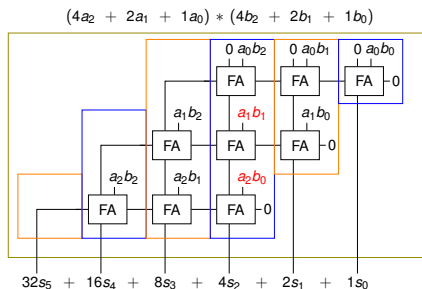 (4a₂ + 2a₁ + 1a₀) * (4b₂ + 2b₁ + 1b₀)
0 a₀b₂ 0 a₀b₁ 0 a₀b₀
FA FA FA 0
a₁b₂ a₁b₁ a₁b₀
FA FA FA 0
a₂b₂ a₂b₁ a₂b₀
FA FA FA 0
32s₅ + 16s₄ + 8s₃ + 4s₂ + 2s₁ + 1s₀